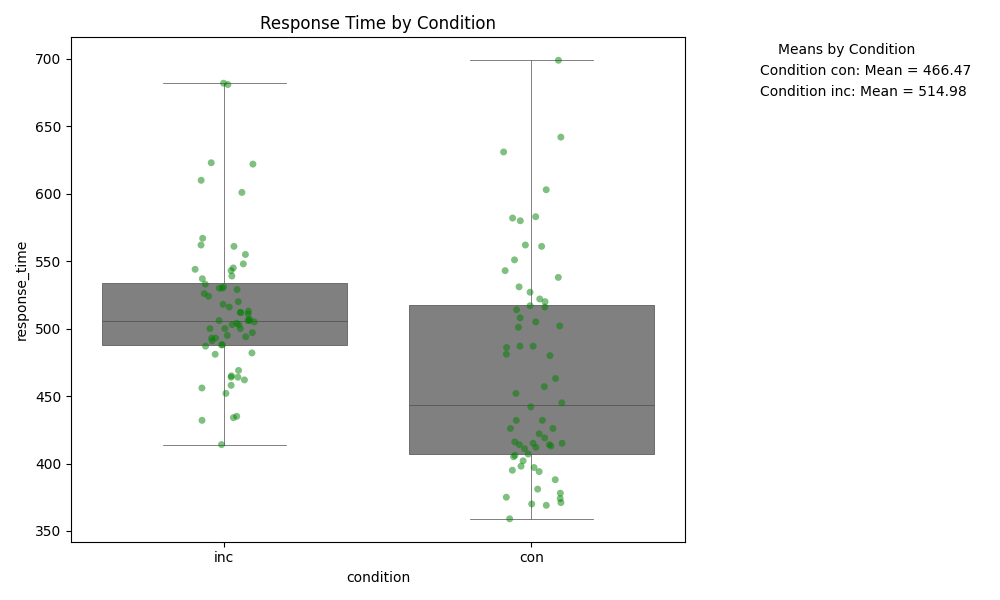 Response Time by Condition
Means by Condition
Condition con: Mean = 466.47
Condition inc: Mean = 514.98
response_time
700
650
600
550
500
450
400
350
inc con
condition